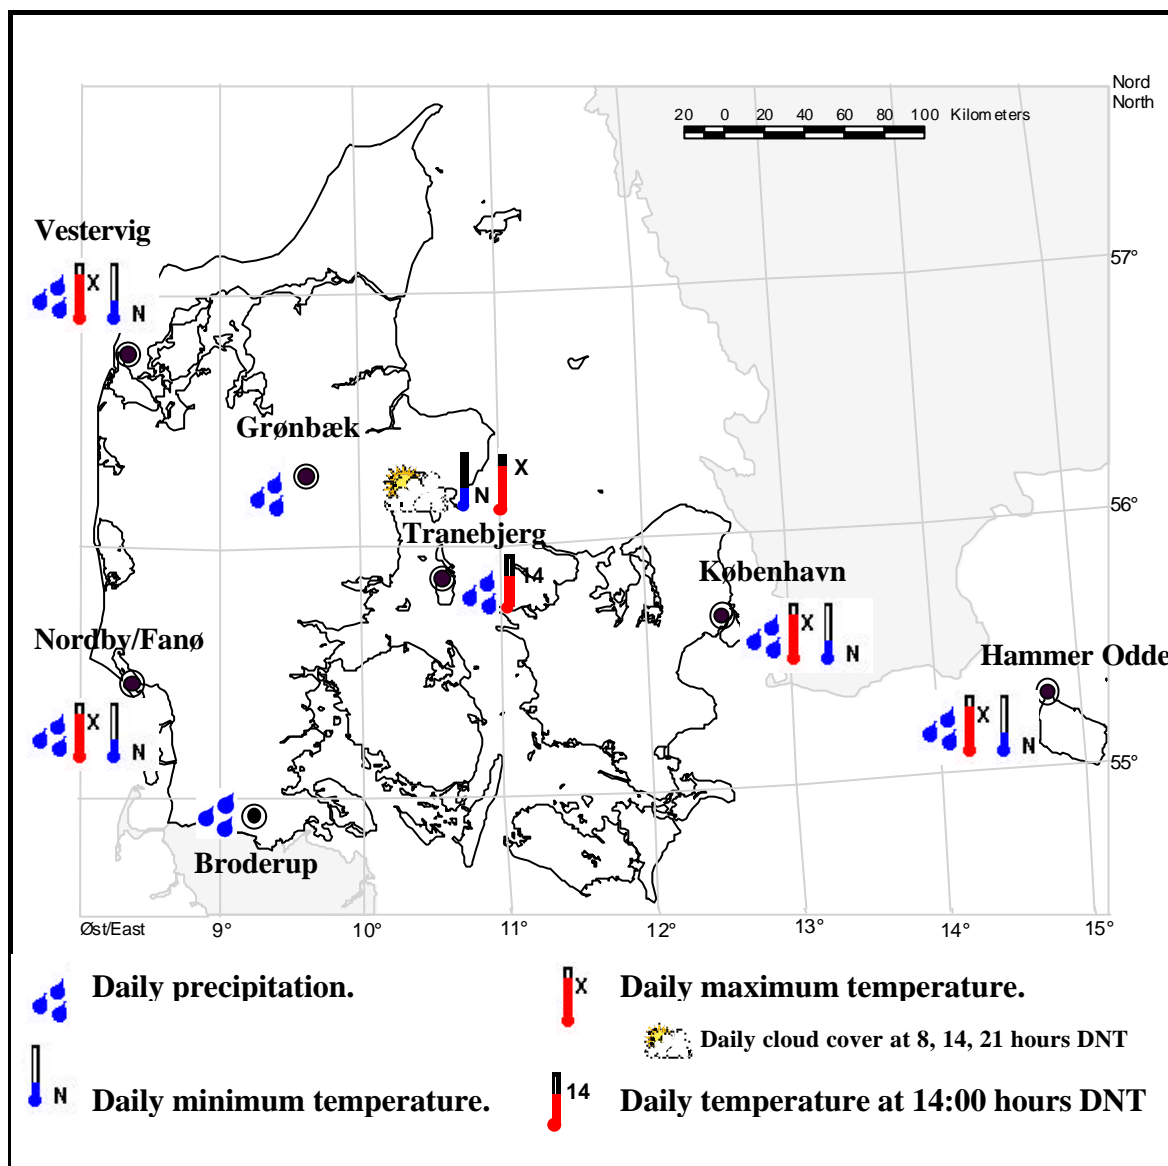 Nord
North
20 0 20 40 60 80 100 Kilometers
Vestervig
X
N
57°
Grønbæk
X
N
56°
Tranebjerg
14
København
X
N
Nordby/Fanø
X
N
Hammer Odde
X
N
55°
Broderup
Øst/East 9° 10° 11° 12° 13° 14° 15°
Daily precipitation.
X Daily maximum temperature.
Daily cloud cover at 8, 14, 21 hours DNT
N Daily minimum temperature.
14 Daily temperature at 14:00 hours DNT